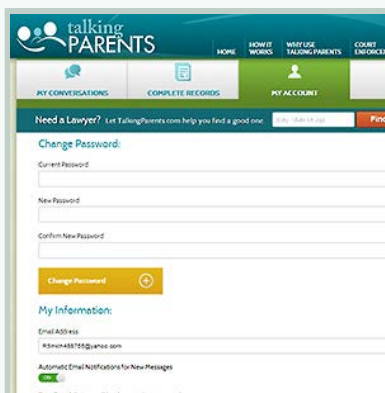 talking
PARENTS
HOME HOW IT WORKS WHY USE TALKING PARENTS COURT
MY CONVERSATIONS COMPLETE RECORDS MY ACCOUNT
Need a Lawyer? Let TalkingParents.com help you find a good one. Find
Change Password:
Current Password
New Password
Confirm New Password
Change Password
My Information:
Email Address
Automatic Email Notifications for New Messages
ON